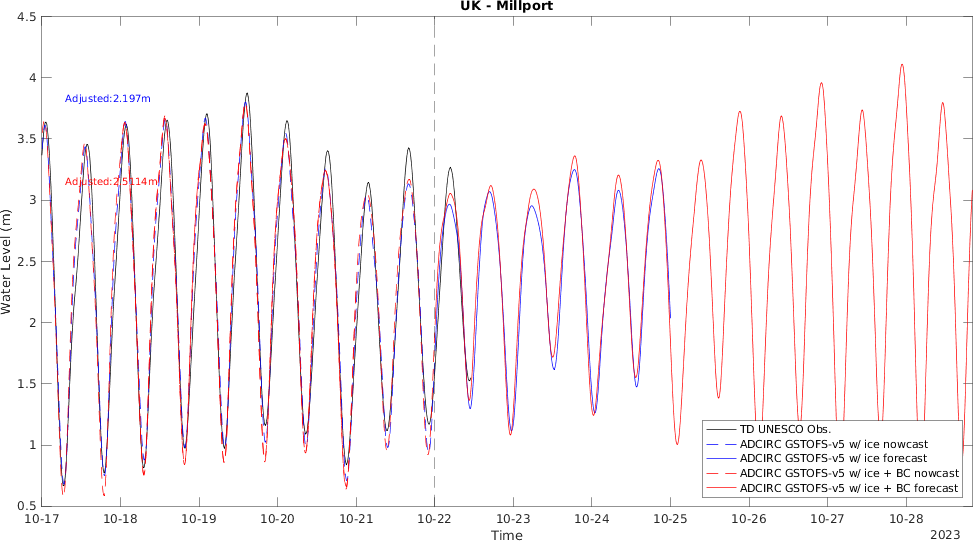 UK - Millport
4.5
4
3.5
3
2.5
2
1.5
1
0.5
Water Level (m)
Adjusted:2.197m
Adjusted:2.5114m
TD UNESCO Obs.
ADCIRC GSTOFS-v5 w/ ice nowcast
ADCIRC GSTOFS-v5 w/ ice forecast
ADCIRC GSTOFS-v5 w/ ice + BC nowcast
ADCIRC GSTOFS-v5 w/ ice + BC forecast
10-17 10-18 10-19 10-20 10-21 10-22 10-23 10-24 10-25 10-26 10-27 10-28
Time
2023